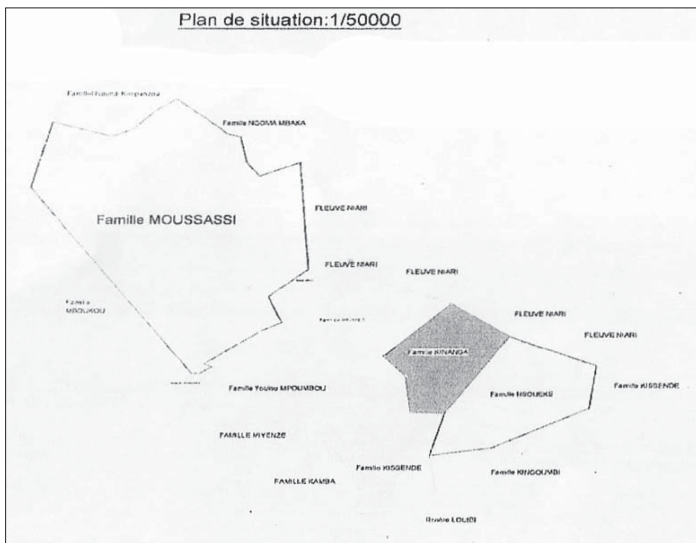 Plan de situation:1/50000
Famille NGOMA MBAKA
Famille MOUSSASSI
FLEUVE NIARI
FLEUVE NIARI
FLEUVE NIARI
Famille
MBOUKOU
FLEUVE NIARI
FLEUVE NIARI
Famille KINANGA
Famille Youlou MPOUMBOU
Famille NSOUEKE
Famille KISSENDE
FAMILLE MIYENZE
Famille KISSENDE
Famille KINGOUMBI
FAMILLE KAMBA
Rivière LOUBI